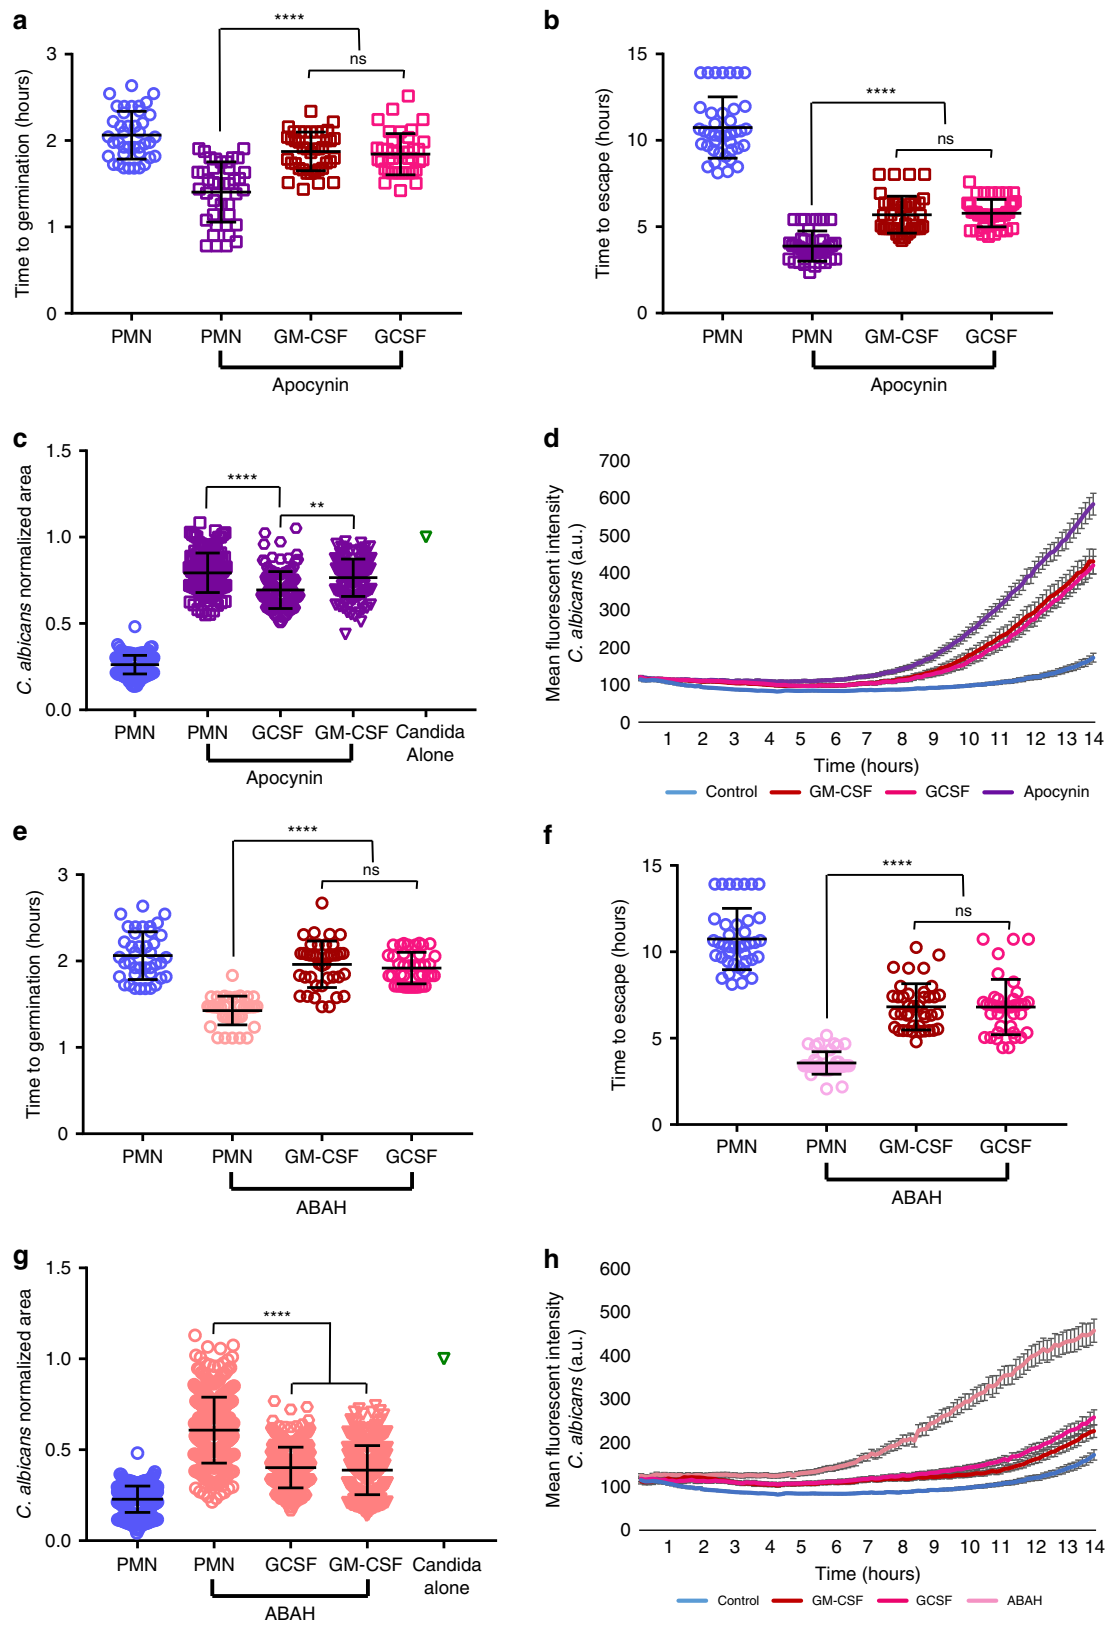 a
Time to germination (hours)
3
2
1
0
****
ns
PMN
PMN
GM-CSF
GCSF
Apocynin
b
Time to escape (hours)
15
10
5
0
****
ns
PMN
PMN
GM-CSF
GCSF
Apocynin
c
C. albicans normalized area
1.5
1.0
0.5
0.0
****
**
PMN
PMN
GCSF
GM-CSF
Candida
Alone
Apocynin
d
Mean fluorescent intensity
C. albicans (a.u.)
700
600
500
400
300
200
100
0
1 2 3 4 5 6 7 8 9 10 11 12 13 14
Time (hours)
Control
GM-CSF
GCSF
Apocynin
e
Time to germination (hours)
3
2
1
0
****
ns
PMN
PMN
GM-CSF
GCSF
ABAH
f
Time to escape (hours)
15
10
5
0
****
ns
PMN
PMN
GM-CSF
GCSF
ABAH
g
C. albicans normalized area
1.5
1.0
0.5
0.0
****
PMN
PMN
GCSF
GM-CSF
Candida
alone
ABAH
h
Mean fluorescent intensity
C. albicans (a.u.)
600
500
400
300
200
100
0
1 2 3 4 5 6 7 8 9 10 11 12 13 14
Time (hours)
Control
GM-CSF
GCSF
ABAH